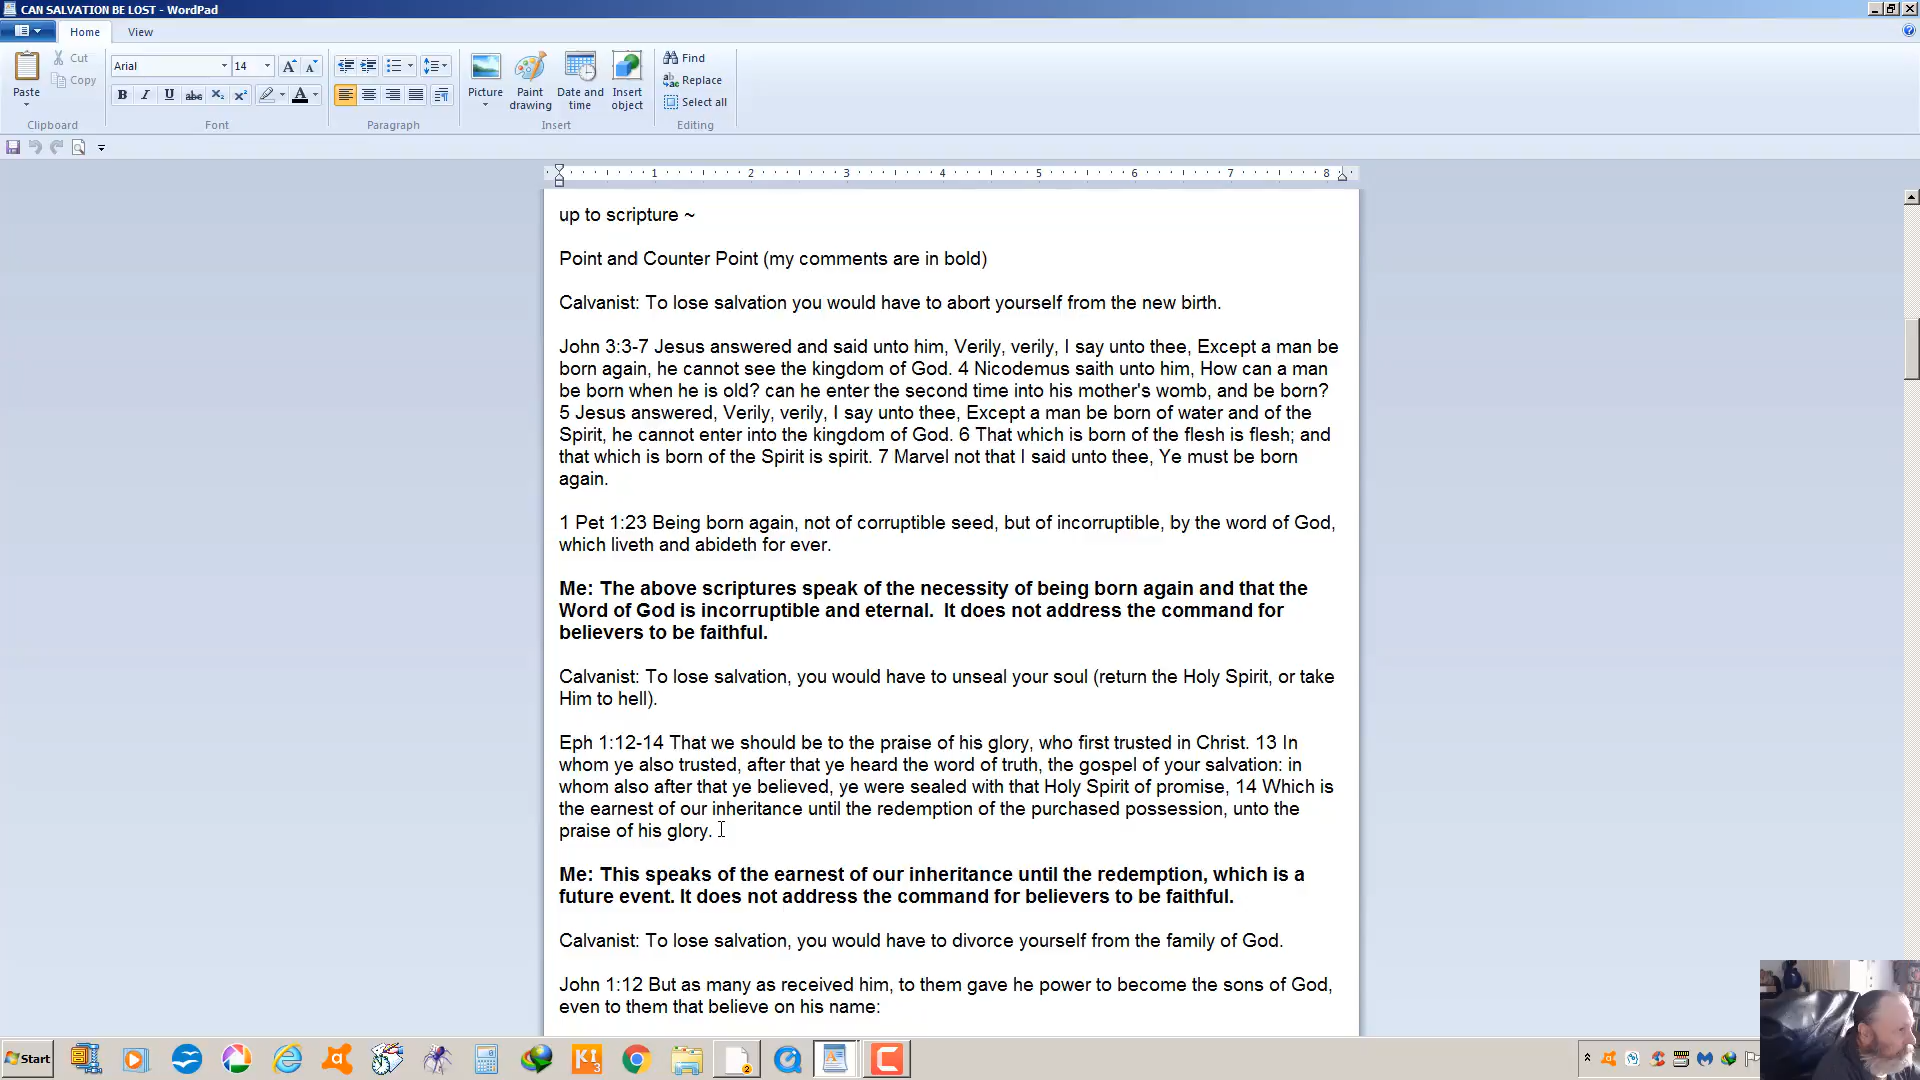 CAN SALVATION BE LOST - WordPad
Home
View
Paste
Cut
Copy
Clipboard
Arial
14
Font
Paragraph
Picture
Paint drawing
Date and time
Insert object
Insert
Find
Replace
Select all
Editing
1 2 3 4 5 6 7 8
up to scripture ~
Point and Counter Point (my comments are in bold)
Calvanist: To lose salvation you would have to abort yourself from the new birth.
John 3:3-7 Jesus answered and said unto him, Verily, verily, I say unto thee, Except a man be
born again, he cannot see the kingdom of God. 4 Nicodemus saith unto him, How can a man
be born when he is old? can he enter the second time into his mother's womb, and be born?
5 Jesus answered, Verily, verily, I say unto thee, Except a man be born of water and of the
Spirit, he cannot enter into the kingdom of God. 6 That which is born of the flesh is flesh; and
that which is born of the Spirit is spirit. 7 Marvel not that I said unto thee, Ye must be born
again.
1 Pet 1:23 Being born again, not of corruptible seed, but of incorruptible, by the word of God,
which liveth and abideth for ever.
Me: The above scriptures speak of the necessity of being born again and that the
Word of God is incorruptible and eternal.  It does not address the command for
believers to be faithful.
Calvanist: To lose salvation, you would have to unseal your soul (return the Holy Spirit, or take
Him to hell).
Eph 1:12-14 That we should be to the praise of his glory, who first trusted in Christ. 13 In
whom ye also trusted, after that ye heard the word of truth, the gospel of your salvation: in
whom also after that ye believed, ye were sealed with that Holy Spirit of promise, 14 Which is
the earnest of our inheritance until the redemption of the purchased possession, unto the
praise of his glory.
Me: This speaks of the earnest of our inheritance until the redemption, which is a
future event. It does not address the command for believers to be faithful.
Calvanist: To lose salvation, you would have to divorce yourself from the family of God.
John 1:12 But as many as received him, to them gave he power to become the sons of God,
even to them that believe on his name:
Start